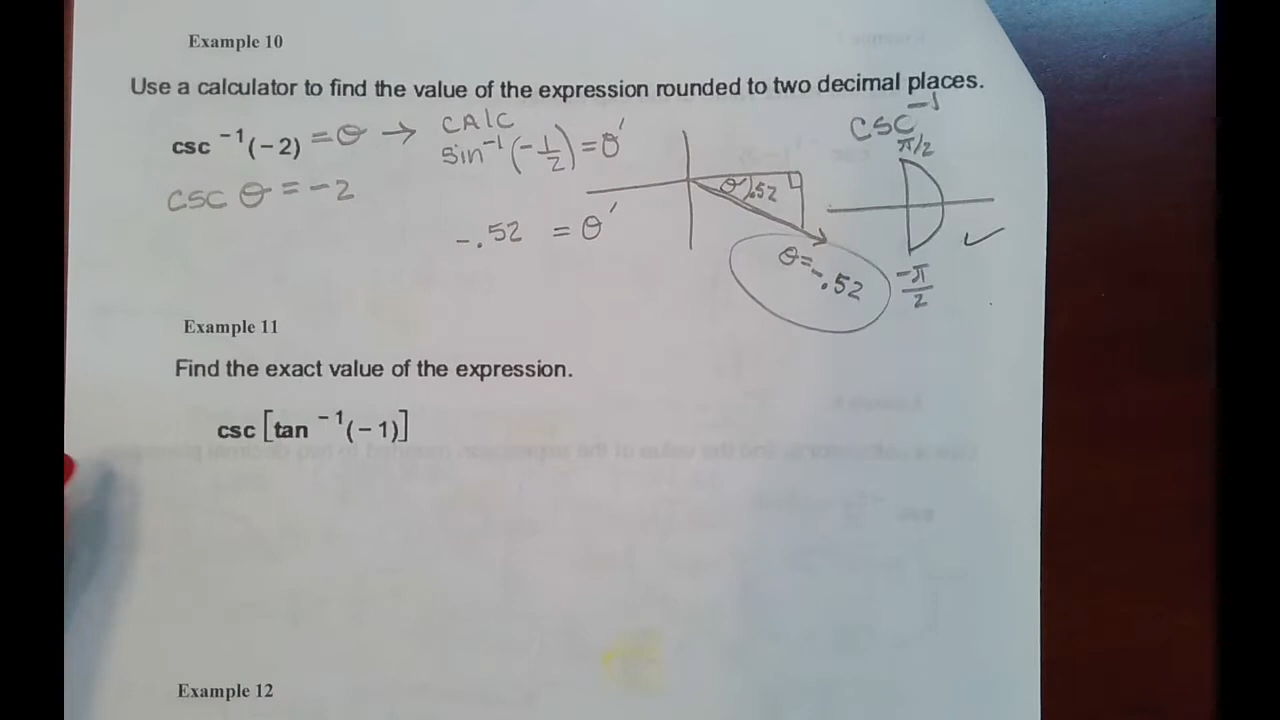 Example 10
Use a calculator to find the value of the expression rounded to two decimal places.
csc⁻¹(-2) = θ → CALC
sin⁻¹(-1/2) = θ'
csc θ = -2
-.52 = θ'
θ' .52
θ = -.52
csc⁻¹
π/2
-π/2
Example 11
Find the exact value of the expression.
csc [tan⁻¹(-1)]
Example 12